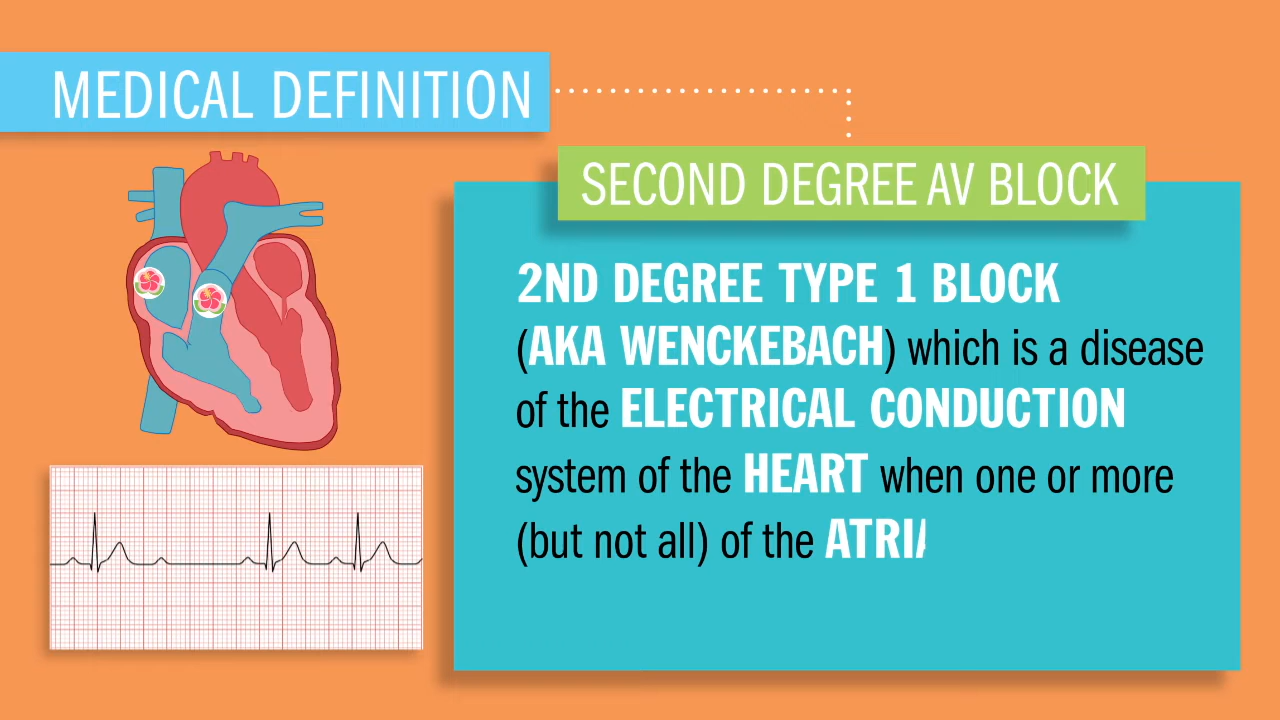 MEDICAL DEFINITION
SECOND DEGREE AV BLOCK
2ND DEGREE TYPE 1 BLOCK
(AKA WENCKEBACH) which is a disease
of the ELECTRICAL CONDUCTION
system of the HEART when one or more
(but not all) of the ATRIA